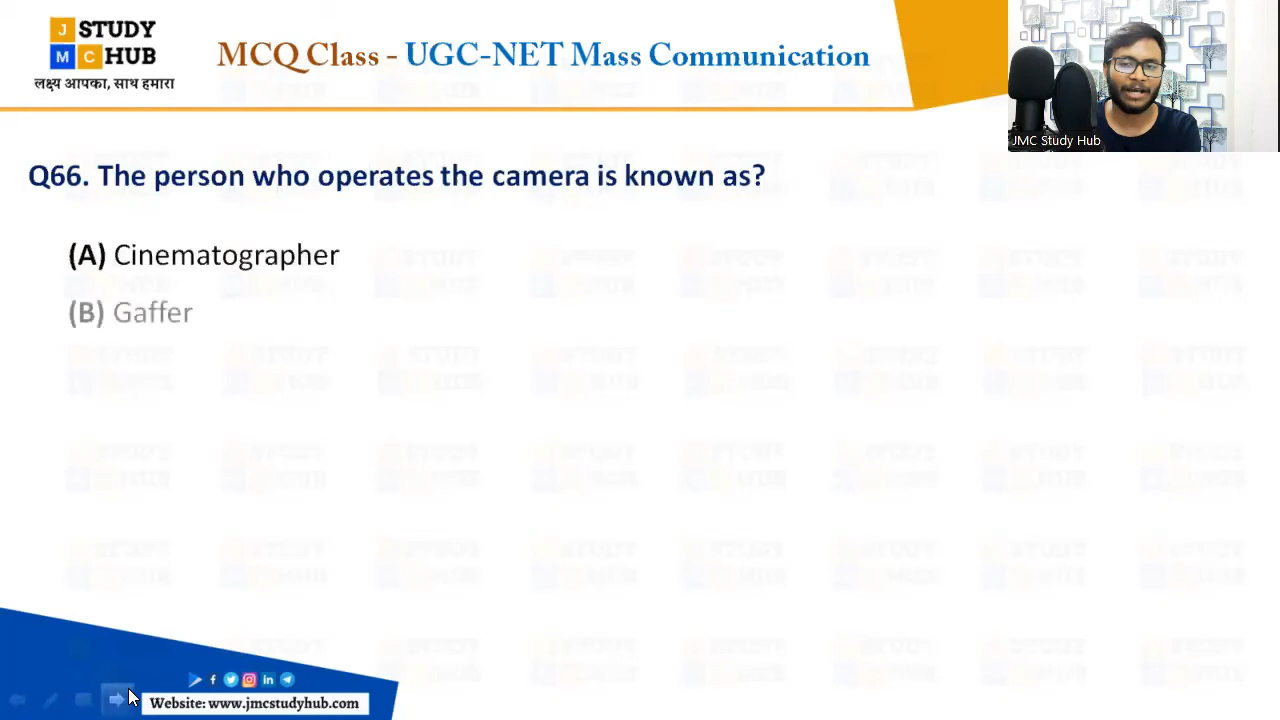 J STUDY
M C HUB
लक्ष्य आपका, साथ हमारा
MCQ Class - UGC-NET Mass Communication
JMC Study Hub
Q66. The person who operates the camera is known as?
(A) Cinematographer
(B) Gaffer
Website: www.jmcstudyhub.com